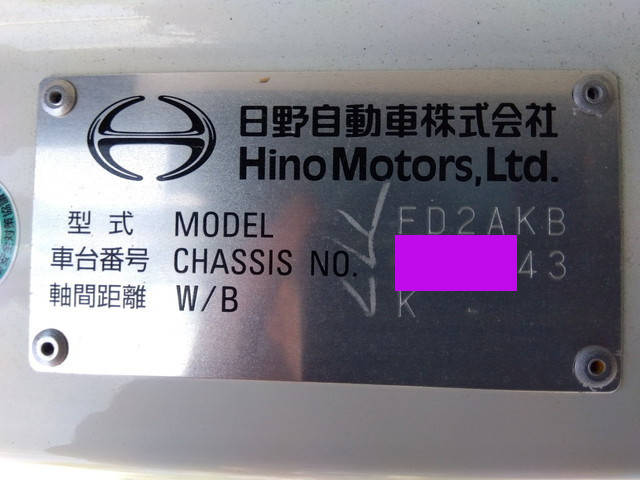 日野自動車株式会社
Hino Motors, Ltd.
型式 MODEL FD2AKB
車台番号 CHASSIS NO. 43
軸間距離 W/B K